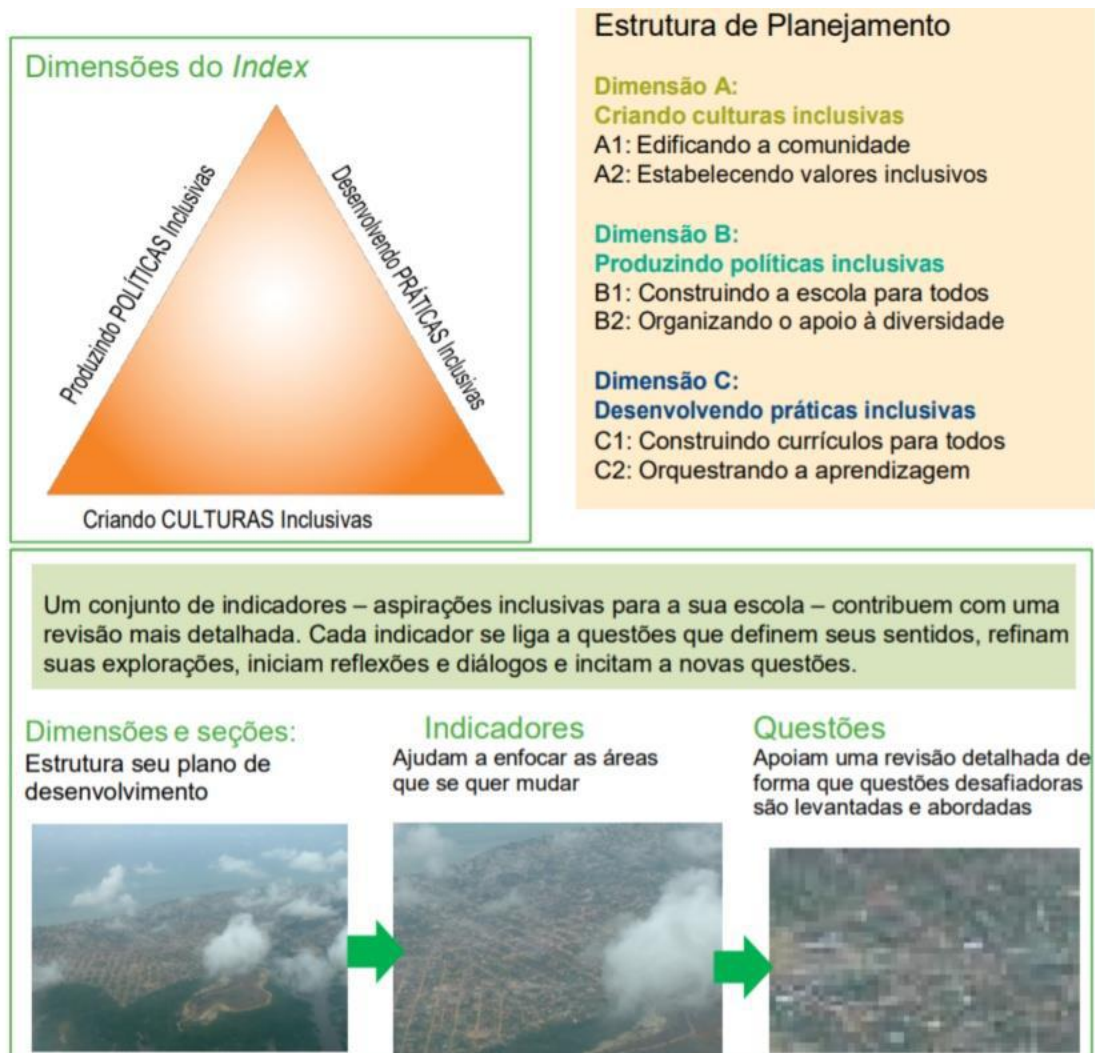 Dimensões do Index
Produzindo POLÍTICAS Inclusivas
Desenvolvendo PRÁTICAS Inclusivas
Criando CULTURAS Inclusivas
Estrutura de Planejamento
Dimensão A:
Criando culturas inclusivas
A1: Edificando a comunidade
A2: Estabelecendo valores inclusivos
Dimensão B:
Produzindo políticas inclusivas
B1: Construindo a escola para todos
B2: Organizando o apoio à diversidade
Dimensão C:
Desenvolvendo práticas inclusivas
C1: Construindo currículos para todos
C2: Orquestrando a aprendizagem
Um conjunto de indicadores – aspirações inclusivas para a sua escola – contribuem com uma
revisão mais detalhada. Cada indicador se liga a questões que definem seus sentidos, refinam
suas explorações, iniciam reflexões e diálogos e incitam a novas questões.
Dimensões e seções:
Estrutura seu plano de
desenvolvimento
Indicadores
Ajudam a enfocar as áreas
que se quer mudar
Questões
Apoiam uma revisão detalhada de
forma que questões desafiadoras
são levantadas e abordadas